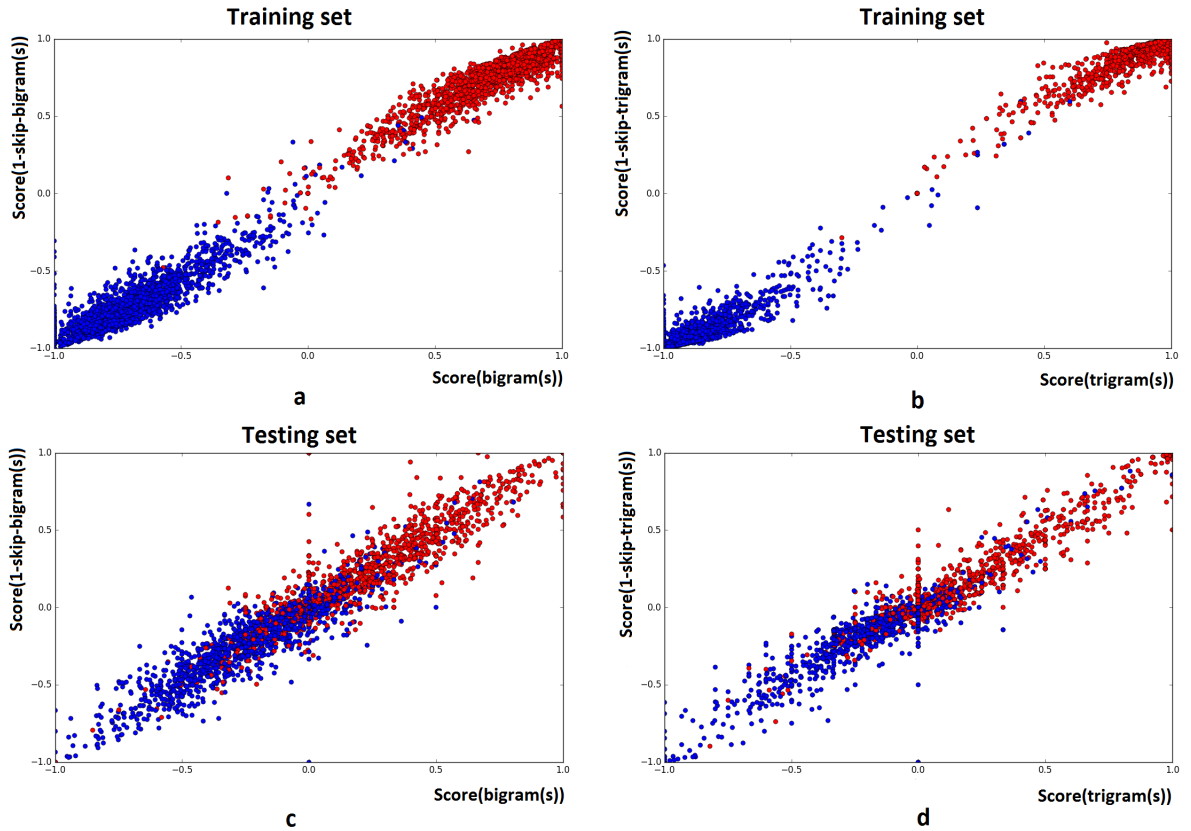 Training set
Score(1-skip-bigram(s))
1.0
0.5
0.0
−0.5
−1.0
−1.0
−0.5
0.0
0.5
1.0
Score(bigram(s))
a
Training set
Score(1-skip-trigram(s))
1.0
0.5
0.0
−0.5
−1.0
−1.0
−0.5
0.0
0.5
1.0
Score(trigram(s))
b
Testing set
Score(1-skip-bigram(s))
1.0
0.5
0.0
−0.5
−1.0
−1.0
−0.5
0.0
0.5
1.0
Score(bigram(s))
c
Testing set
Score(1-skip-trigram(s))
1.0
0.5
0.0
−0.5
−1.0
−1.0
−0.5
0.0
0.5
1.0
Score(trigram(s))
d